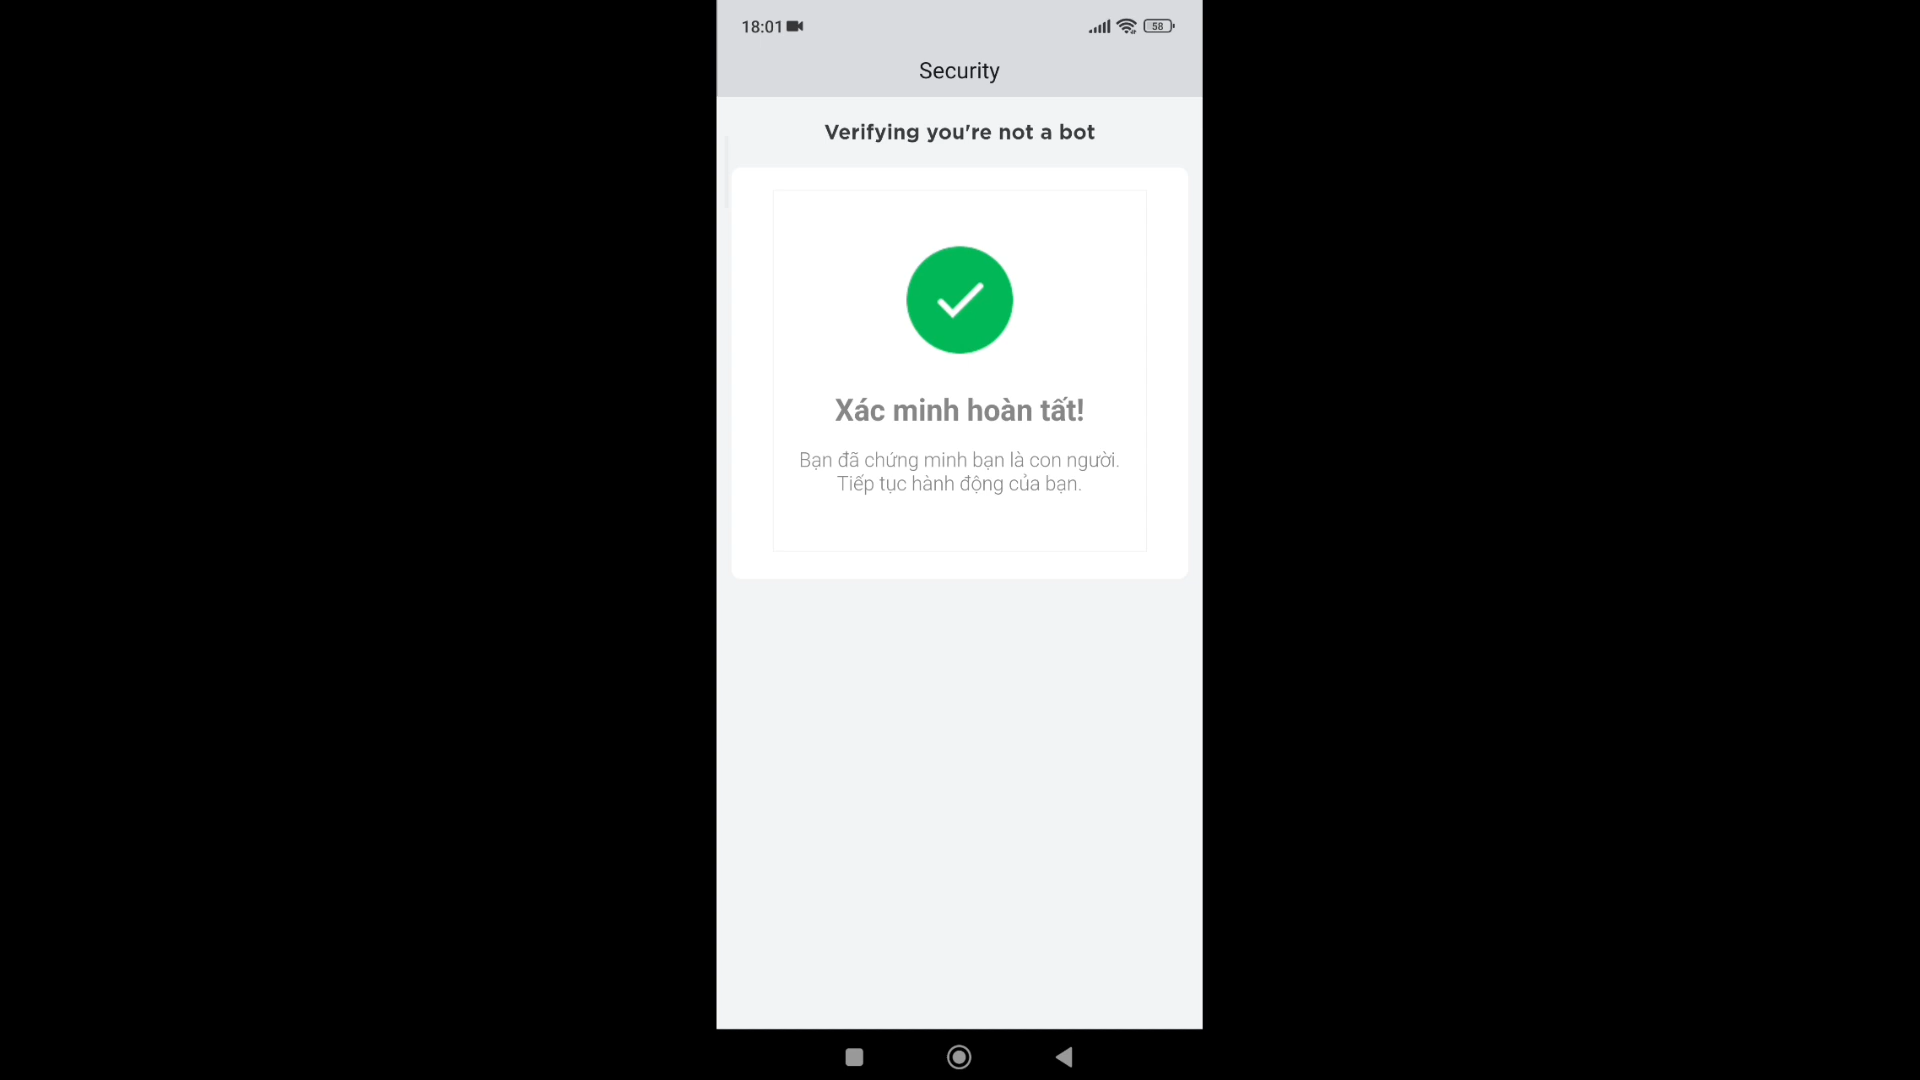 18:01
58
Security
Verifying you're not a bot
Xác minh hoàn tất!
Bạn đã chứng minh bạn là con người.
Tiếp tục hành động của bạn.